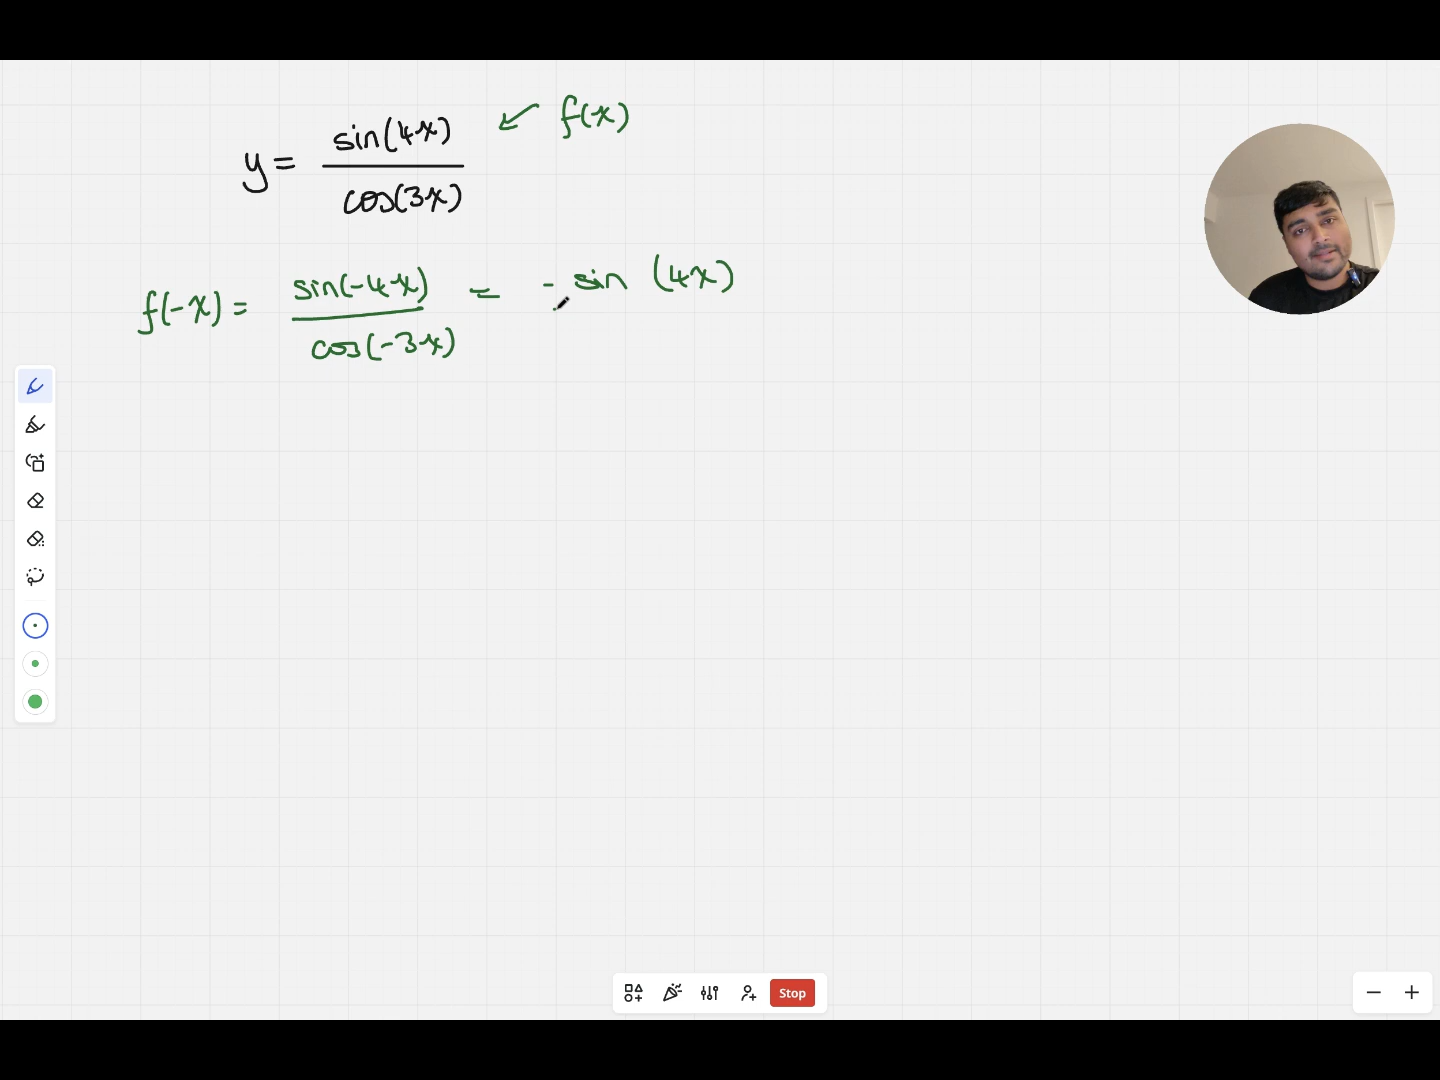 y = sin(4x) / cos(3x) ↙ f(x)
f(-x) = sin(-4x) / cos(-3x) = - sin (4x)
Stop